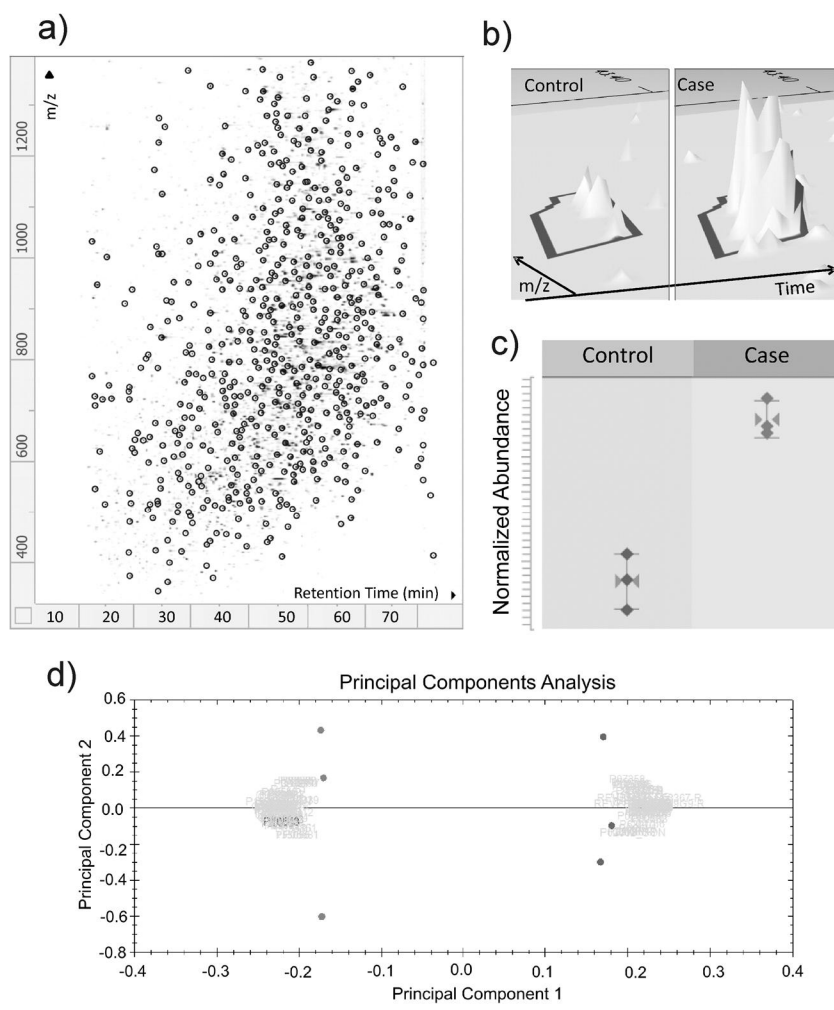 a)
m/z
1200
1000
800
600
400
Retention Time (min)
10 20 30 40 50 60 70
b)
Control
Case
m/z
Time
c)
Control Case
Normalized Abundance
d)
Principal Components Analysis
Principal Component 2
0.6
0.4
0.2
0.0
-0.2
-0.4
-0.6
-0.8
-0.4 -0.3 -0.2 -0.1 0.0 0.1 0.2 0.3 0.4
Principal Component 1